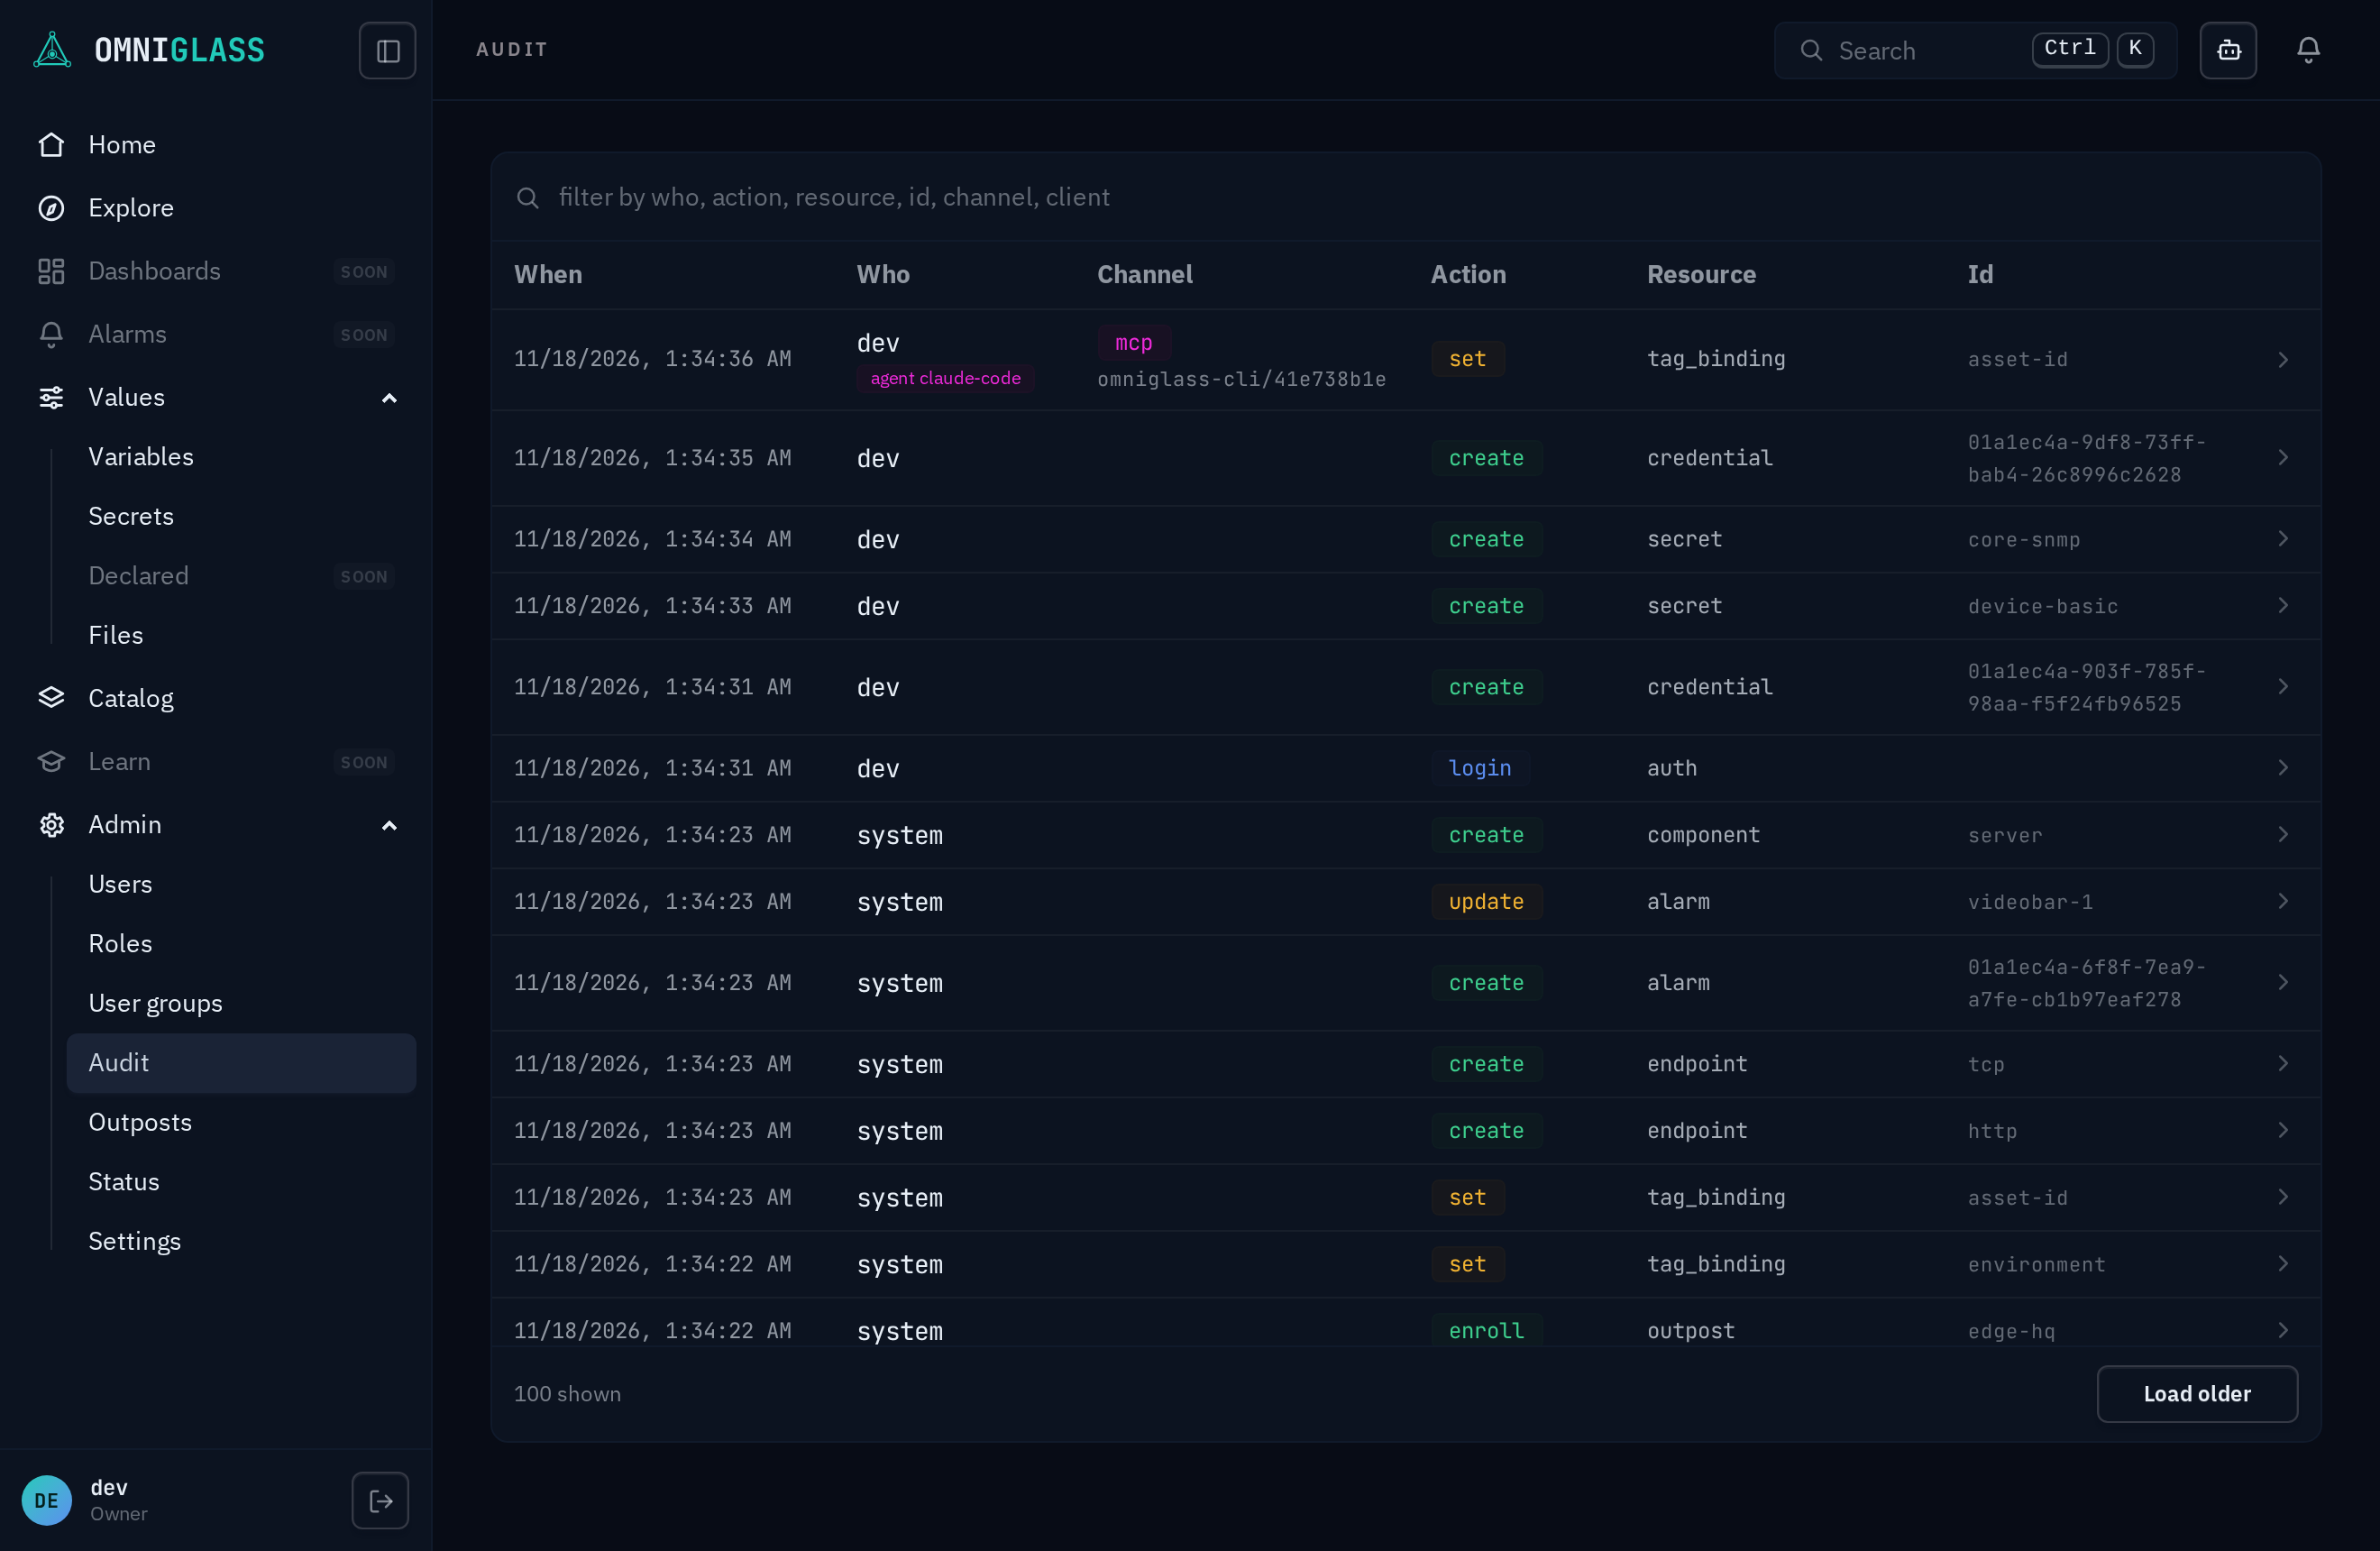 OMNIGLASS
AUDIT
Search Ctrl K
Home
Explore
Dashboards SOON
Alarms SOON
Values
Variables
Secrets
Declared SOON
Files
Catalog
Learn SOON
Admin
Users
Roles
User groups
Audit
Outposts
Status
Settings
DE dev
Owner
filter by who, action, resource, id, channel, client
When Who Channel Action Resource Id
11/18/2026, 1:34:36 AM dev agent claude-code mcp omniglass-cli/41e738b1e set tag_binding asset-id
11/18/2026, 1:34:35 AM dev create credential 01a1ec4a-9df8-73ff-
bab4-26c8996c2628
11/18/2026, 1:34:34 AM dev create secret core-snmp
11/18/2026, 1:34:33 AM dev create secret device-basic
11/18/2026, 1:34:31 AM dev create credential 01a1ec4a-903f-785f-
98aa-f5f24fb96525
11/18/2026, 1:34:31 AM dev login auth
11/18/2026, 1:34:23 AM system create component server
11/18/2026, 1:34:23 AM system update alarm videobar-1
11/18/2026, 1:34:23 AM system create alarm 01a1ec4a-6f8f-7ea9-
a7fe-cb1b97eaf278
11/18/2026, 1:34:23 AM system create endpoint tcp
11/18/2026, 1:34:23 AM system create endpoint http
11/18/2026, 1:34:23 AM system set tag_binding asset-id
11/18/2026, 1:34:22 AM system set tag_binding environment
11/18/2026, 1:34:22 AM system enroll outpost edge-hq
100 shown Load older